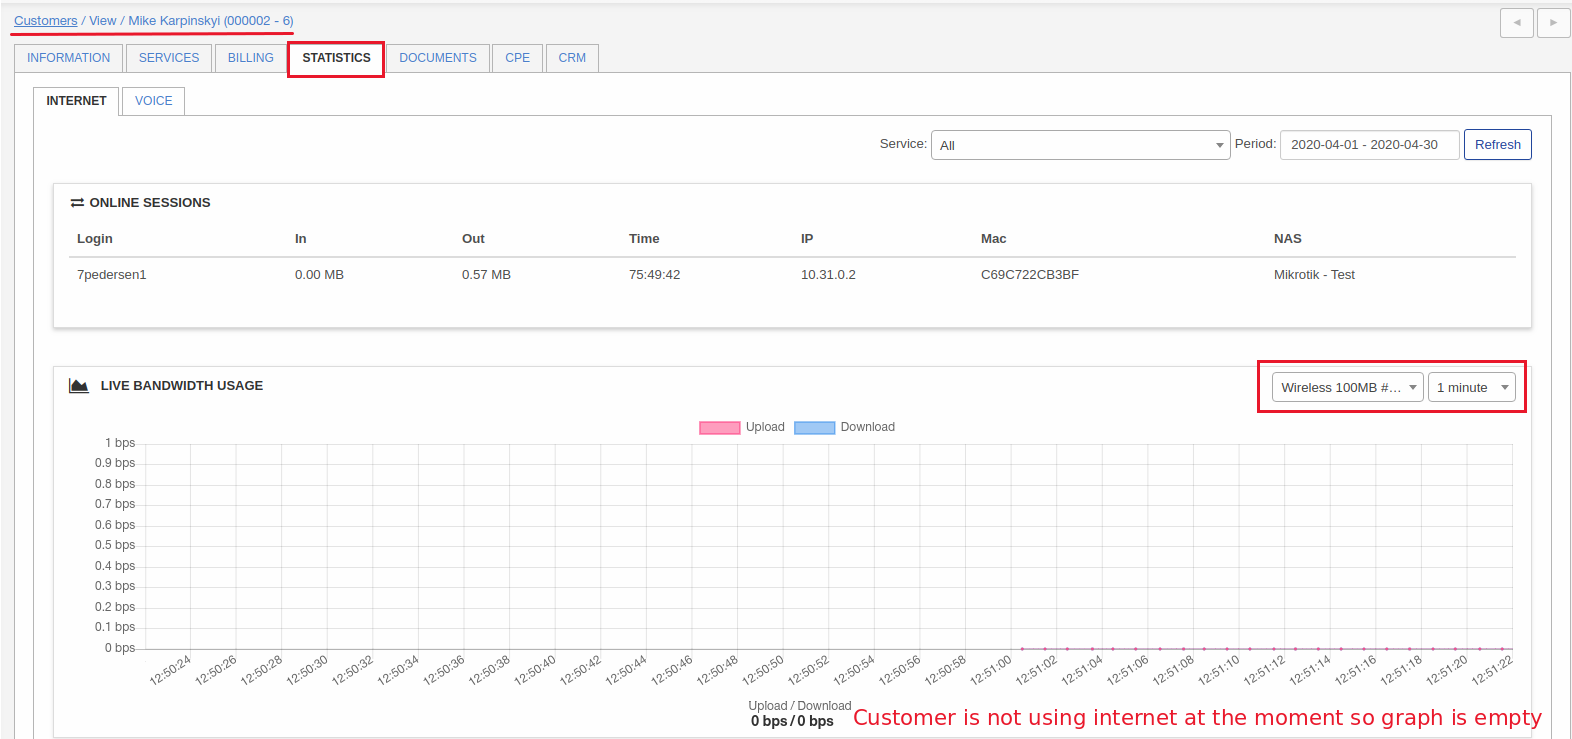 Customers / View / Mike Karpinskyi (000002 - 6)
INFORMATION SERVICES BILLING STATISTICS DOCUMENTS CPE CRM
INTERNET VOICE
Service: All Period: 2020-04-01 - 2020-04-30 Refresh
ONLINE SESSIONS
Login In Out Time IP Mac NAS
7pedersen1 0.00 MB 0.57 MB 75:49:42 10.31.0.2 C69C722CB3BF Mikrotik - Test
LIVE BANDWIDTH USAGE Wireless 100MB #... 1 minute
Upload Download
1 bps
0.9 bps
0.8 bps
0.7 bps
0.6 bps
0.5 bps
0.4 bps
0.3 bps
0.2 bps
0.1 bps
0 bps
12:50:24 12:50:26 12:50:28 12:50:30 12:50:32 12:50:34 12:50:36 12:50:38 12:50:40 12:50:42 12:50:44 12:50:46 12:50:48 12:50:50 12:50:52 12:50:54 12:50:56 12:50:58 12:51:00 12:51:02 12:51:04 12:51:06 12:51:08 12:51:10 12:51:12 12:51:14 12:51:16 12:51:18 12:51:20 12:51:22
Upload / Download
0 bps / 0 bps Customer is not using internet at the moment so graph is empty